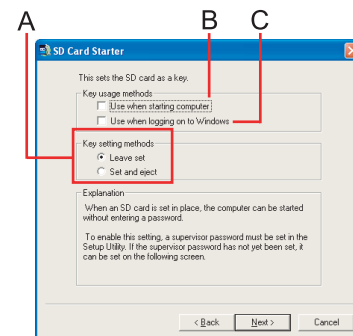 A
B
C
SD Card Starter
This sets the SD card as a key.
Key usage methods
Use when starting computer
Use when logging on to Windows
Key setting methods
Leave set
Set and eject
Explanation
When an SD card is set in place, the computer can be started
without entering a password.
To enable this setting, a supervisor password must be set in the
Setup Utility. If the supervisor password has not yet been set, it
can be set on the following screen.
< Back
Next >
Cancel